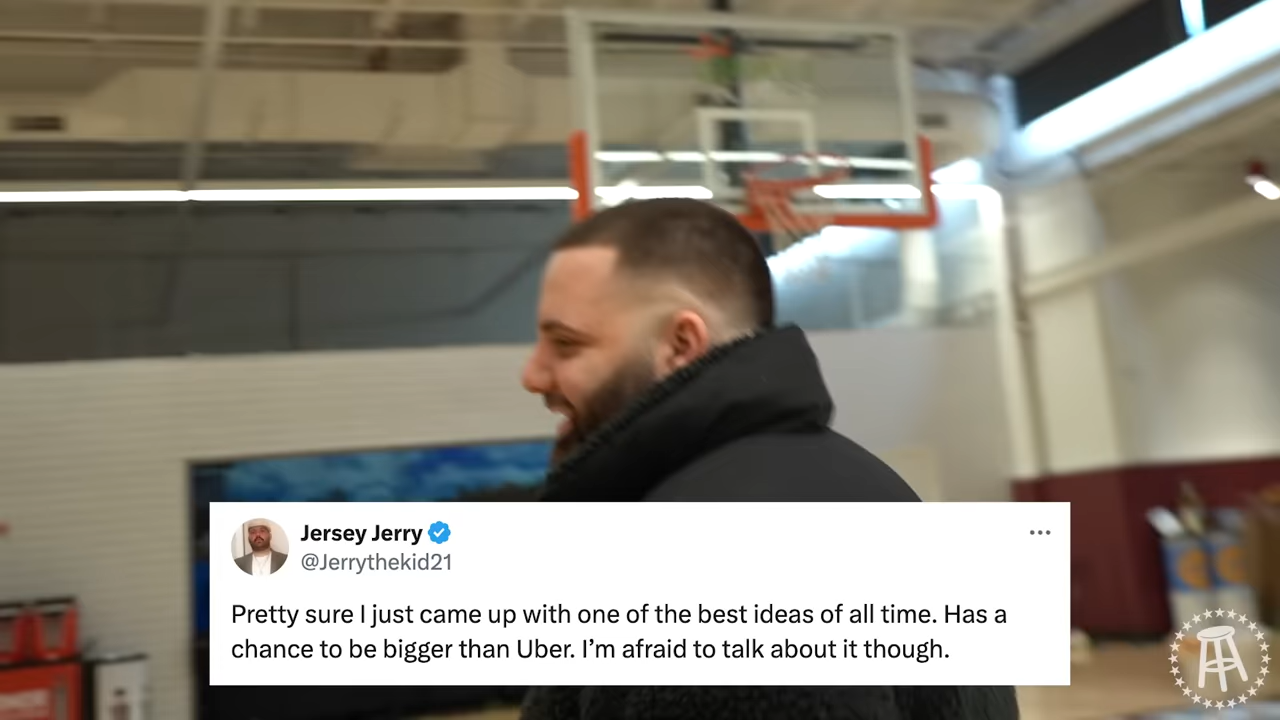 Jersey Jerry
@Jerrythekid21
Pretty sure I just came up with one of the best ideas of all time. Has a
chance to be bigger than Uber. I’m afraid to talk about it though.